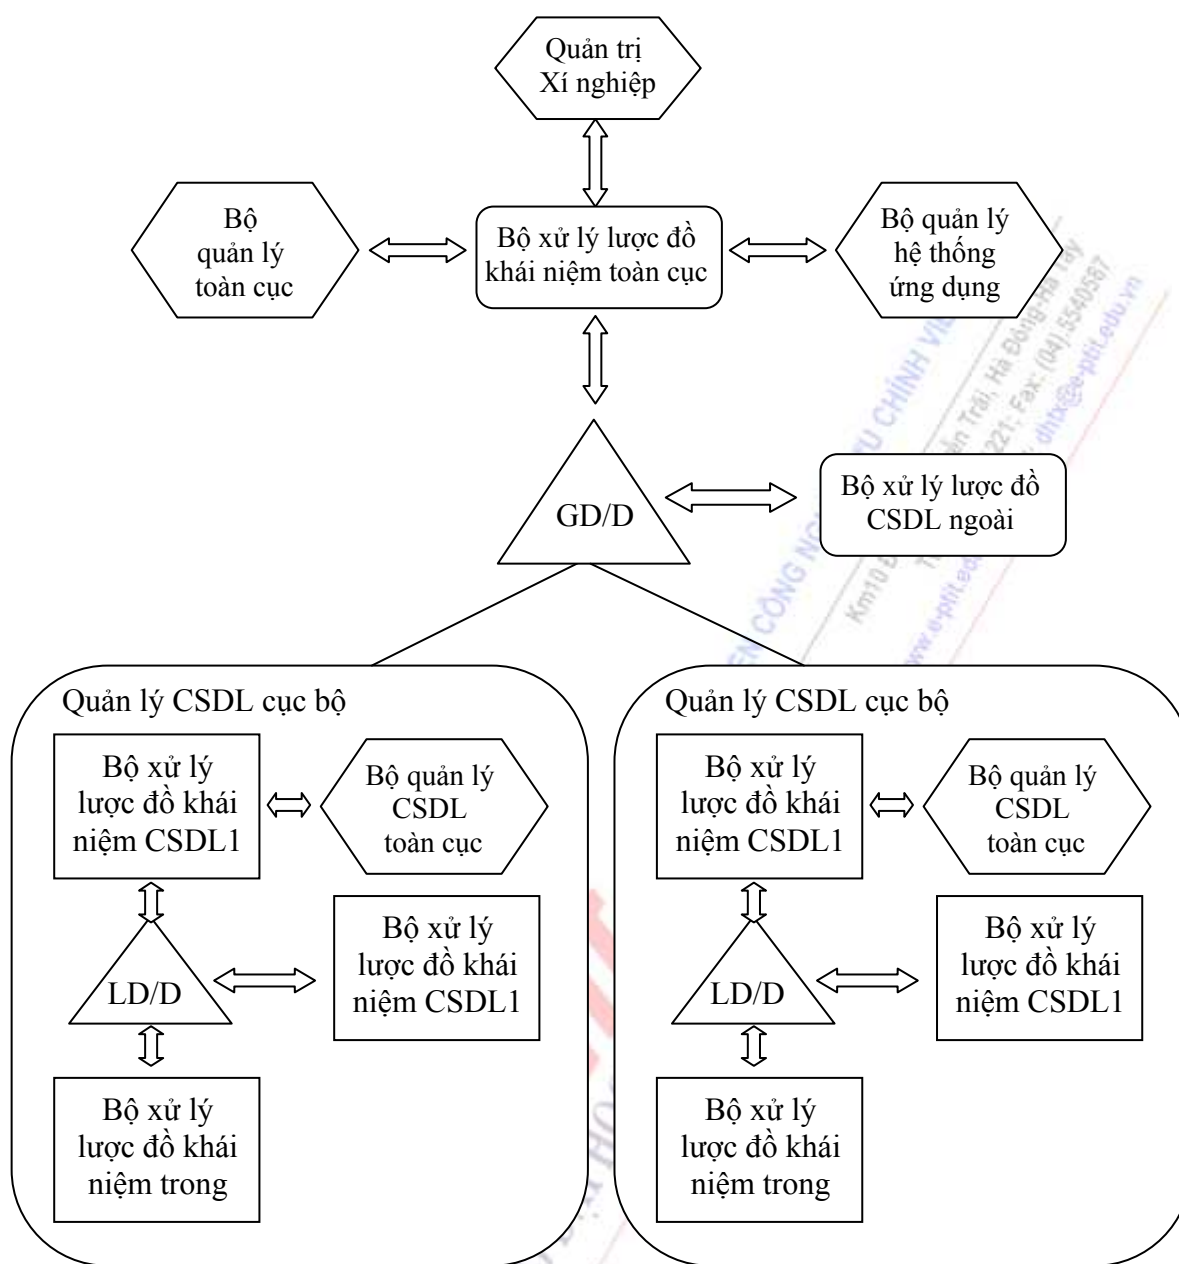 Quản trị
Xí nghiệp
Bộ
quản lý
toàn cục
Bộ xử lý lược đồ
khái niệm toàn cục
Bộ quản lý
hệ thống
ứng dụng
GD/D
Bộ xử lý lược đồ
CSDL ngoài
Quản lý CSDL cục bộ
Bộ xử lý
lược đồ khái
niệm CSDL1
Bộ quản lý
CSDL
toàn cục
LD/D
Bộ xử lý
lược đồ khái
niệm CSDL1
Bộ xử lý
lược đồ khái
niệm trong
Quản lý CSDL cục bộ
Bộ xử lý
lược đồ khái
niệm CSDL1
Bộ quản lý
CSDL
toàn cục
LD/D
Bộ xử lý
lược đồ khái
niệm CSDL1
Bộ xử lý
lược đồ khái
niệm trong